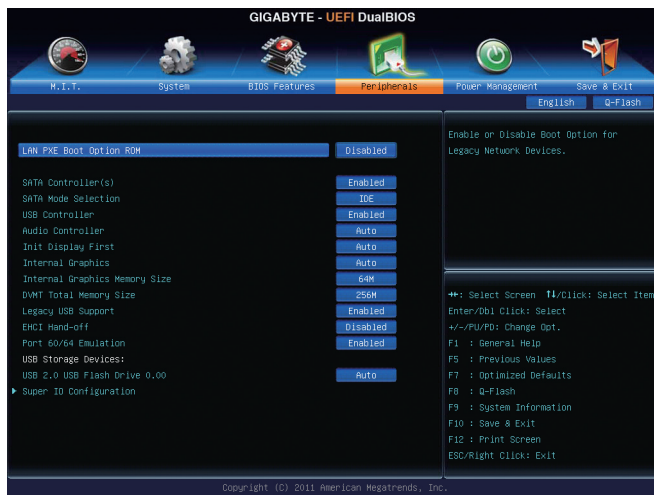 GIGABYTE - UEFI DualBIOS
M.I.T. System BIOS Features Peripherals Power Management Save & Exit
English Q-Flash
LAN PXE Boot Option ROM Disabled
SATA Controller(s) Enabled
SATA Mode Selection IDE
USB Controller Enabled
Audio Controller Auto
Init Display First Auto
Internal Graphics Auto
Internal Graphics Memory Size 64M
DVMT Total Memory Size 256M
Legacy USB Support Enabled
EHCI Hand-off Disabled
Port 60/64 Emulation Enabled
USB Storage Devices:
USB 2.0 USB Flash Drive 0.00 Auto
Super IO Configuration
Enable or Disable Boot Option for
Legacy Network Devices.
→←: Select Screen ↑↓/Click: Select Item
Enter/Dbl Click: Select
+/-/PU/PD: Change Opt.
F1 : General Help
F5 : Previous Values
F7 : Optimized Defaults
F8 : Q-Flash
F9 : System Information
F10 : Save & Exit
F12 : Print Screen
ESC/Right Click: Exit
Copyright (C) 2011 American Megatrends, Inc.